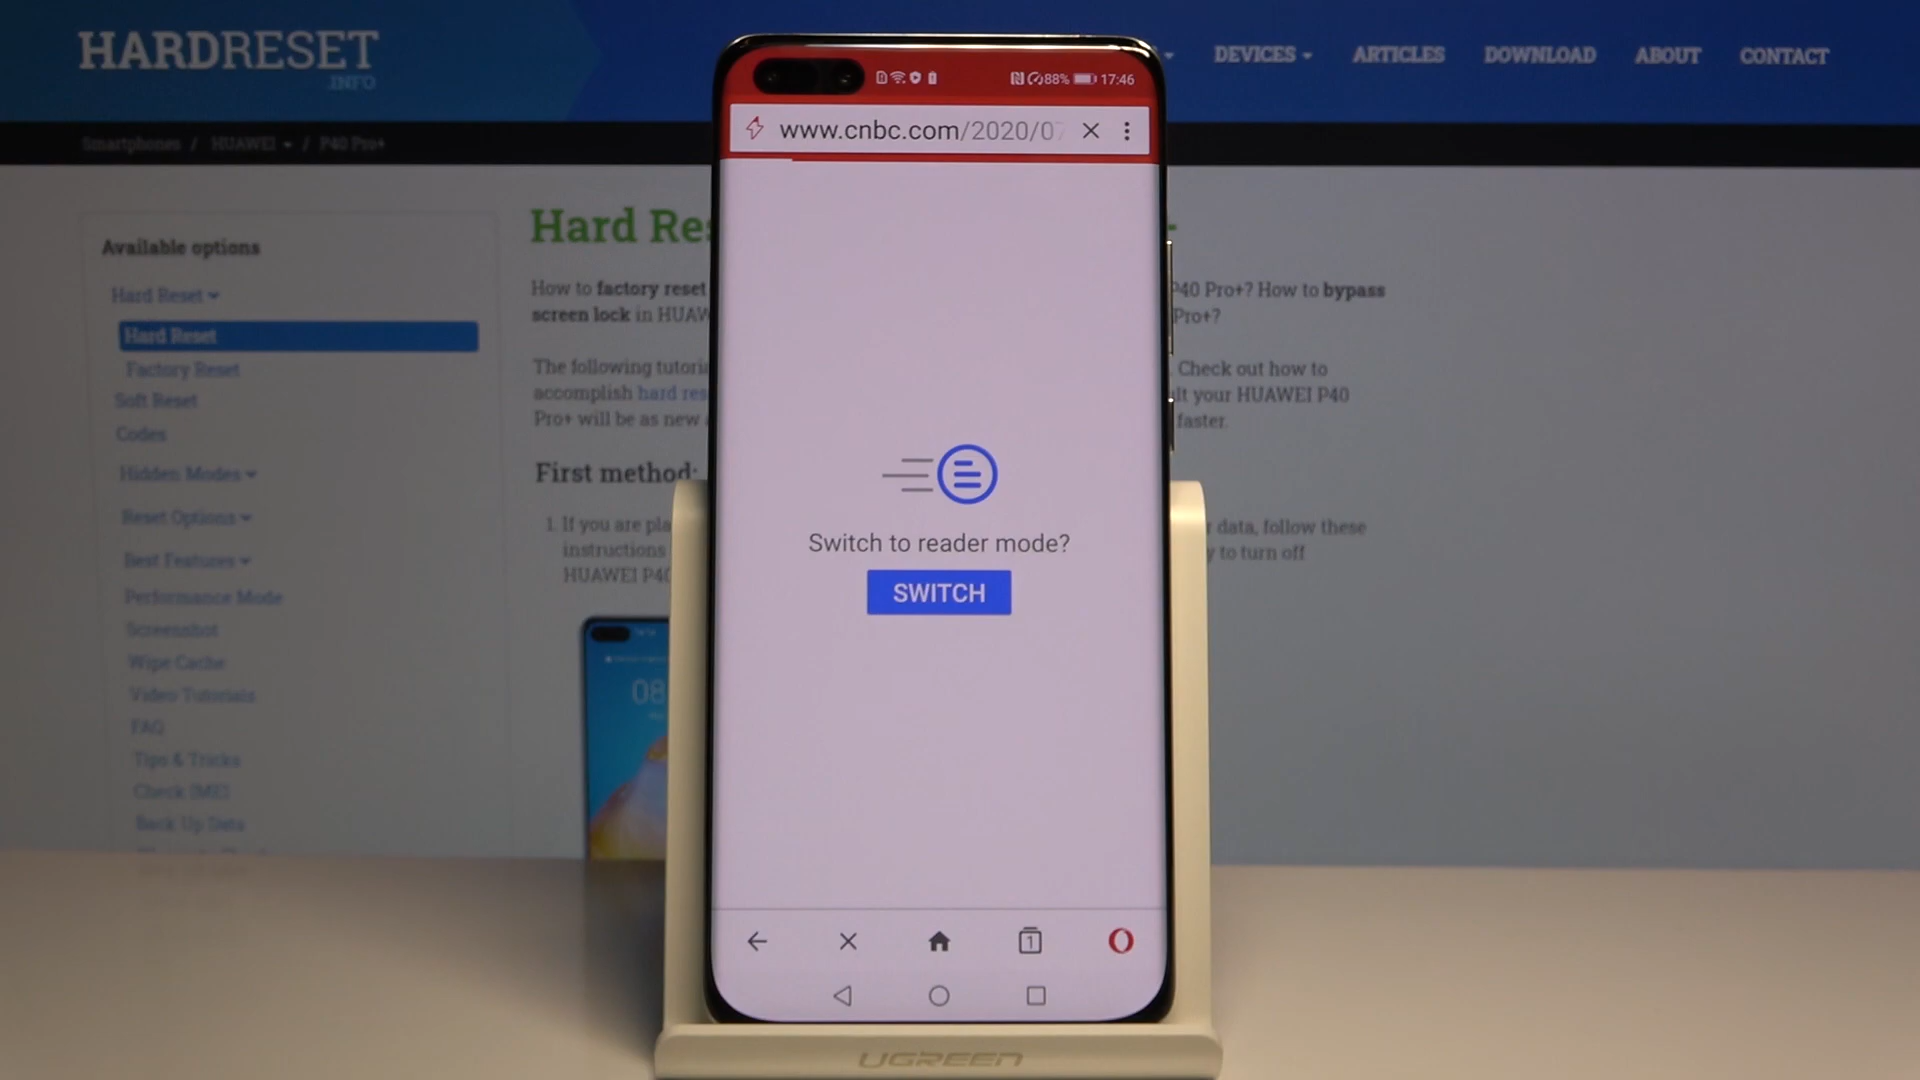 HARDRESET
.INFO
DEVICES
ARTICLES
DOWNLOAD
ABOUT
CONTACT
Smartphones / HUAWEI / P40 Pro+
88% 17:46
www.cnbc.com/2020/07
Switch to reader mode?
SWITCH
1
Available options
Hard Reset
Hard Reset
Factory Reset
Soft Reset
Codes
Hidden Modes
Reset Options
Best Features
Performance Mode
Screenshot
Wipe Cache
Video Tutorials
FAQ
Tips & Tricks
Check IMEI
Back Up Data
Hard Res
How to factory reset P40 Pro+? How to bypass
screen lock in HUAW Pro+?
The following tutori Check out how to
accomplish hard res lt your HUAWEI P40
Pro+ will be as new faster.
First method:
1. If you are pla r data, follow these
instructions y to turn off
HUAWEI P40
08
UGREEN